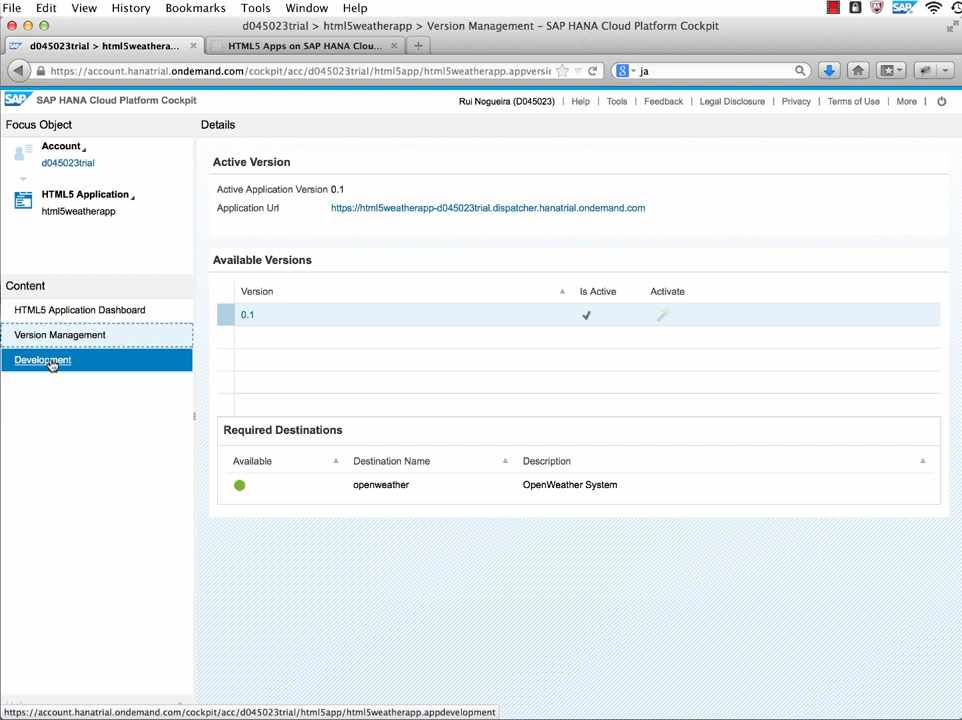 File Edit View History Bookmarks Tools Window Help
d045023trial > html5weatherapp > Version Management – SAP HANA Cloud Platform Cockpit
d045023trial > html5weathera...
HTML5 Apps on SAP HANA Clou...
https://account.hanatrial.ondemand.com/cockpit/acc/d045023trial/html5app/html5weatherapp.appversic
ja
SAP HANA Cloud Platform Cockpit
Rui Nogueira (D045023) | Help | Tools | Feedback | Legal Disclosure | Privacy | Terms of Use | More |
Focus Object
Details
Account
d045023trial
HTML5 Application
html5weatherapp
Active Version
Active Application Version 0.1
Application Url https://html5weatherapp-d045023trial.dispatcher.hanatrial.ondemand.com
Available Versions
Version Is Active Activate
0.1
Content
HTML5 Application Dashboard
Version Management
Development
Required Destinations
Available Destination Name Description
openweather OpenWeather System
https://account.hanatrial.ondemand.com/cockpit/acc/d045023trial/html5app/html5weatherapp.appdevelopment